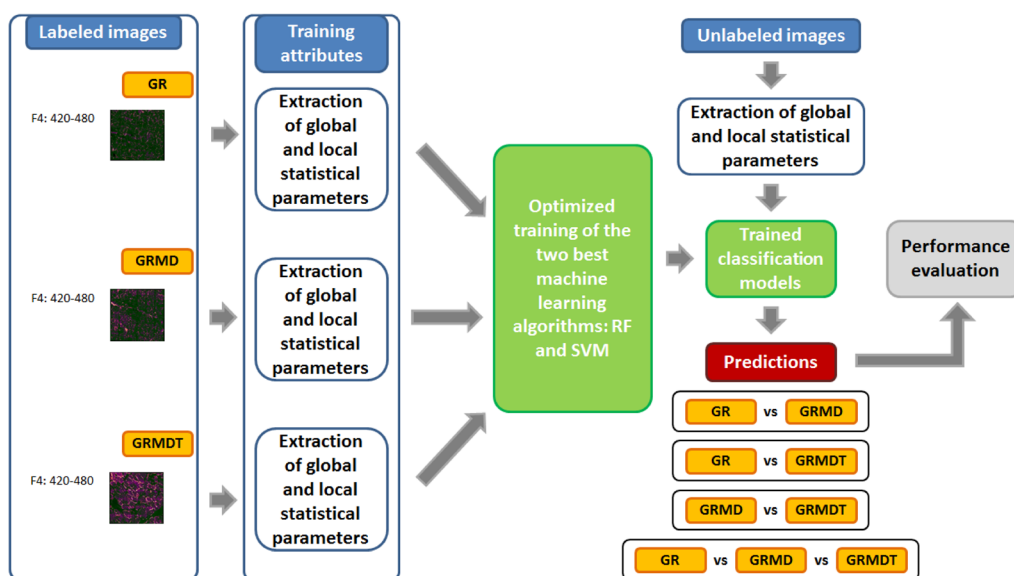 Labeled images
GR
F4: 420-480
GRMD
F4: 420-480
GRMDT
F4: 420-480
Training
attributes
Extraction
of global
and local
statistical
parameters
Extraction
of global
and local
statistical
parameters
Extraction
of global
and local
statistical
parameters
Optimized
training of the
two best
machine
learning
algorithms: RF
and SVM
Unlabeled images
Extraction of global
and local statistical
parameters
Trained
classification
models
Predictions
GR vs GRMD
GR vs GRMDT
GRMD vs GRMDT
GR vs GRMD vs GRMDT
Performance
evaluation